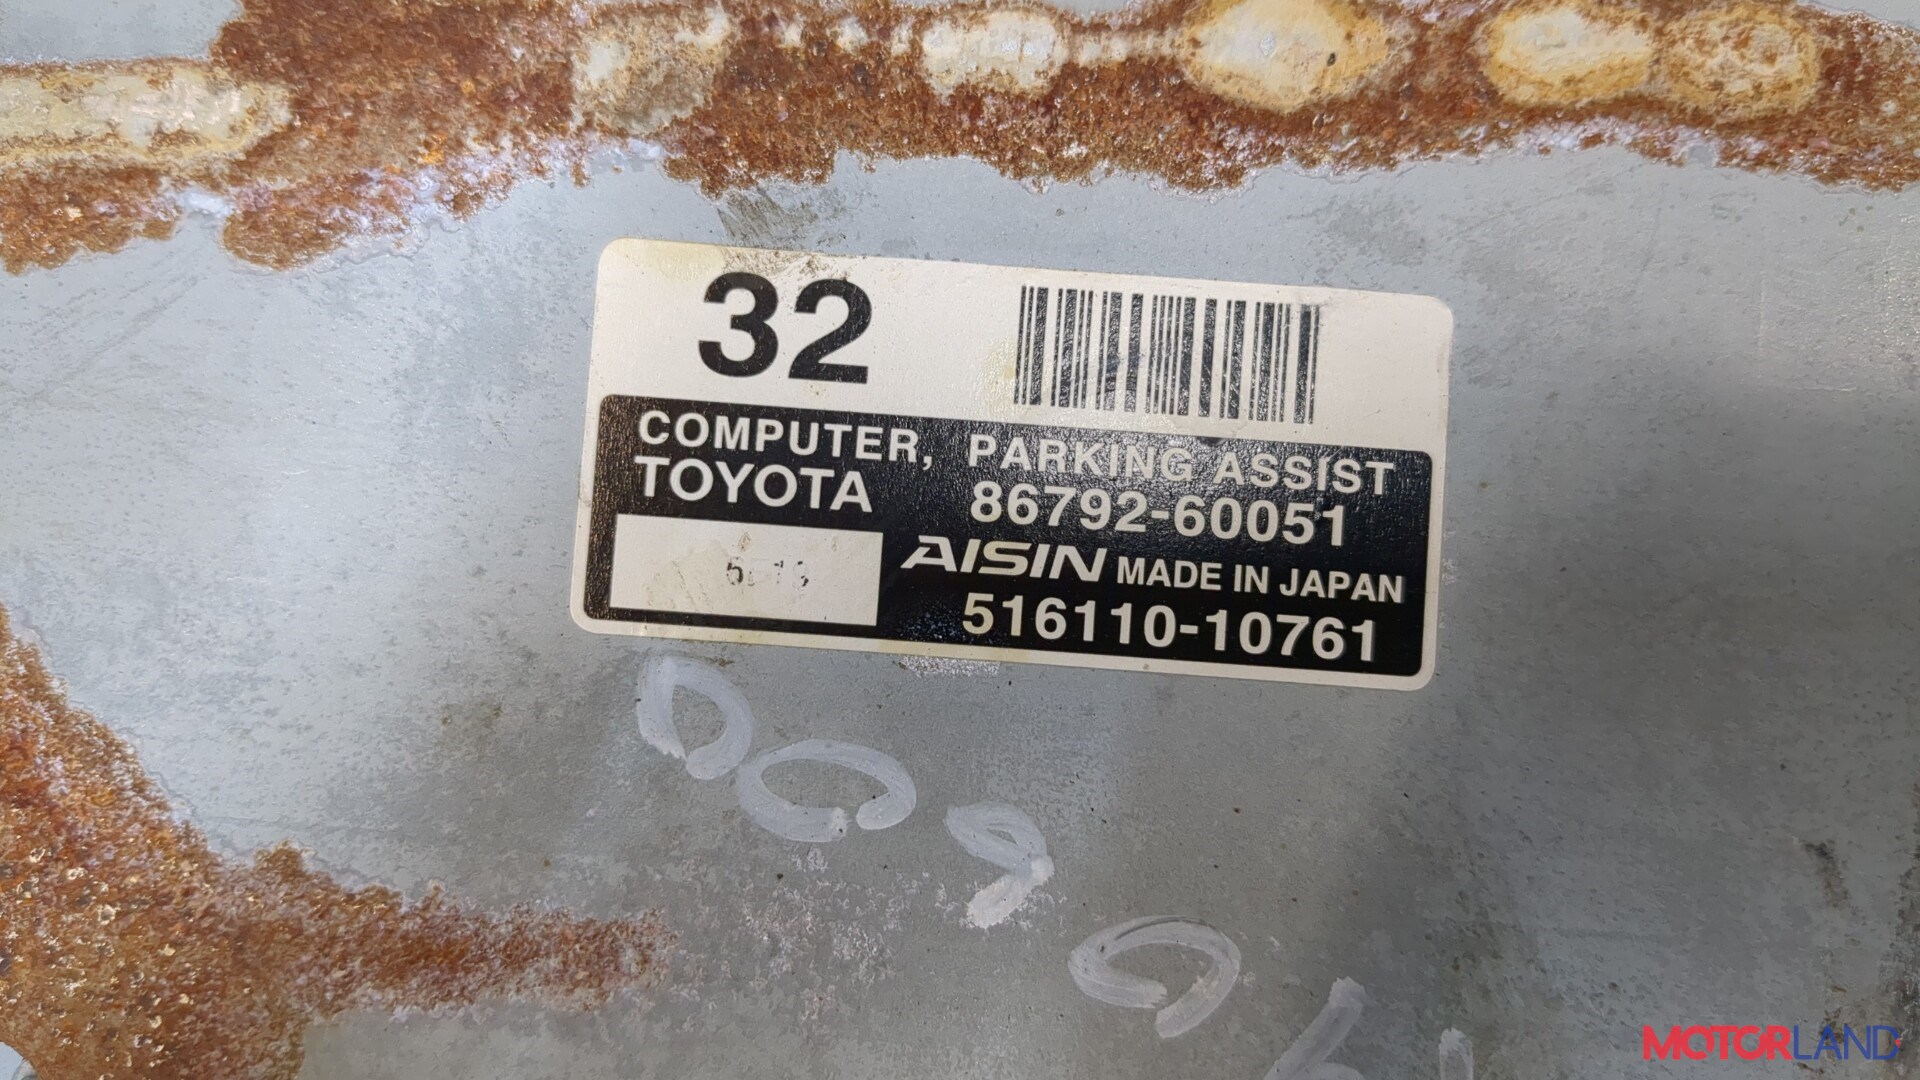 32
COMPUTER, PARKING ASSIST
TOYOTA 86792-60051
AISIN MADE IN JAPAN
516110-10761
MOTORLAND